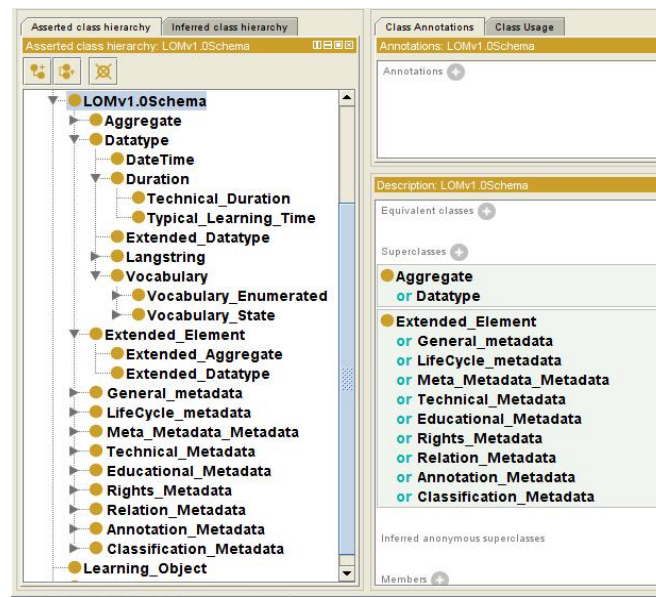 Asserted class hierarchy
Inferred class hierarchy
Asserted class hierarchy: LOMv1.0Schema
LOMv1.0Schema
Aggregate
Datatype
DateTime
Duration
Technical_Duration
Typical_Learning_Time
Extended_Datatype
Langstring
Vocabulary
Vocabulary_Enumerated
Vocabulary_State
Extended_Element
Extended_Aggregate
Extended_Datatype
General_metadata
LifeCycle_metadata
Meta_Metadata_Metadata
Technical_Metadata
Educational_Metadata
Rights_Metadata
Relation_Metadata
Annotation_Metadata
Classification_Metadata
Learning_Object
Class Annotations
Class Usage
Annotations: LOMv1.0Schema
Annotations
Description: LOMv1.0Schema
Equivalent classes
Superclasses
Aggregate
or Datatype
Extended_Element
or General_metadata
or LifeCycle_metadata
or Meta_Metadata_Metadata
or Technical_Metadata
or Educational_Metadata
or Rights_Metadata
or Relation_Metadata
or Annotation_Metadata
or Classification_Metadata
Inferred anonymous superclasses
Members